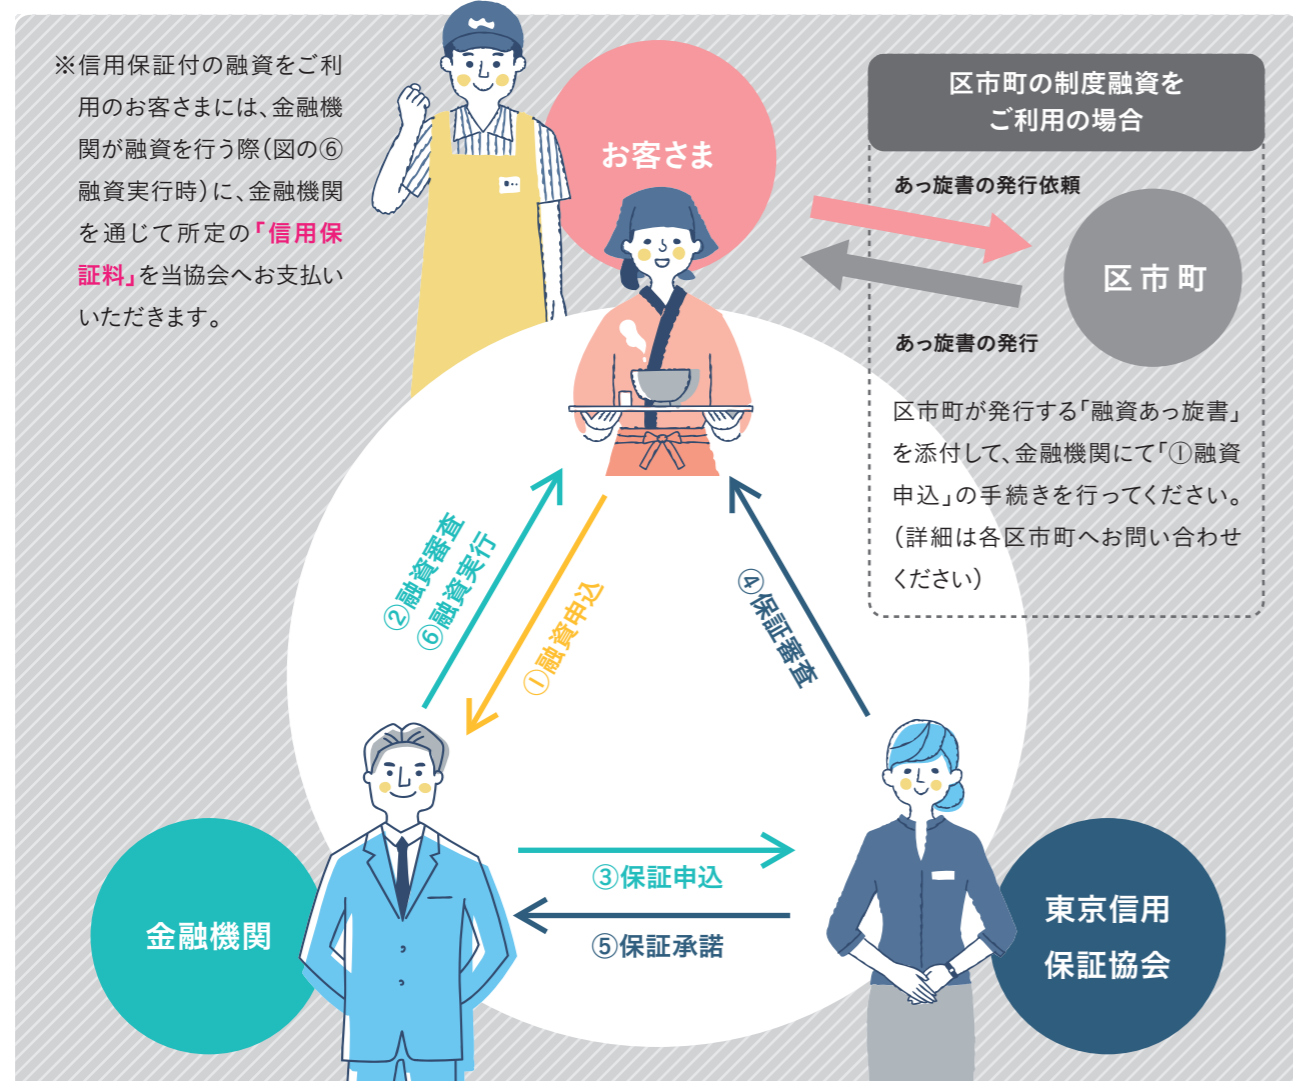 ※信用保証付の融資をご利
用のお客さまには、金融機
関が融資を行う際(図の⑥
融資実行時)に、金融機関
を通じて所定の「信用保
証料」を当協会へお支払い
いただきます。
お客さま
区市町の制度融資を
ご利用の場合
あっ旋書の発行依頼
区市町
あっ旋書の発行
区市町が発行する「融資あっ旋書」
を添付して、金融機関にて「①融資
申込」の手続きを行ってください。
(詳細は各区市町へお問い合わせ
ください)
②融資審査
⑥融資実行
①融資申込
④保証審査
③保証申込
⑤保証承諾
金融機関
東京信用
保証協会